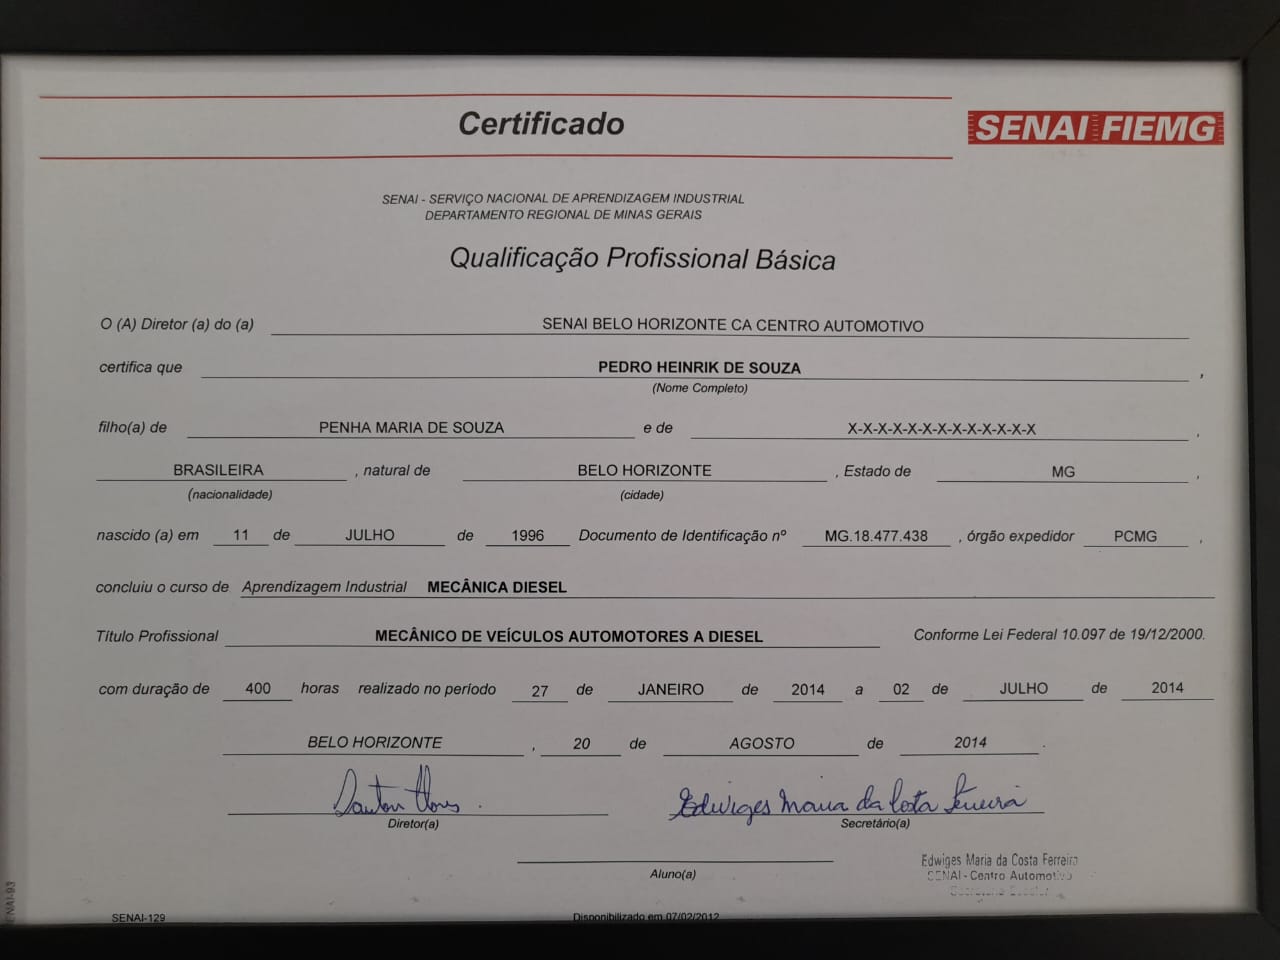 Certificado
SENAI FIEMG
SENAI - SERVIÇO NACIONAL DE APRENDIZAGEM INDUSTRIAL
DEPARTAMENTO REGIONAL DE MINAS GERAIS
Qualificação Profissional Básica
O (A) Diretor (a) do (a) SENAI BELO HORIZONTE CA CENTRO AUTOMOTIVO
certifica que PEDRO HEINRIK DE SOUZA ,
(Nome Completo)
filho(a) de PENHA MARIA DE SOUZA e de X-X-X-X-X-X-X-X-X-X-X-X-X ,
BRASILEIRA , natural de BELO HORIZONTE , Estado de MG ,
(nacionalidade) (cidade)
nascido (a) em 11 de JULHO de 1996 Documento de Identificação nº MG.18.477.438 , órgão expedidor PCMG ,
concluiu o curso de Aprendizagem Industrial MECÂNICA DIESEL
Título Profissional MECÂNICO DE VEÍCULOS AUTOMOTORES A DIESEL Conforme Lei Federal 10.097 de 19/12/2000.
com duração de 400 horas realizado no período 27 de JANEIRO de 2014 a 02 de JULHO de 2014
BELO HORIZONTE , 20 de AGOSTO de 2014 .
Edwiges Maria da Costa Ferreira
Diretor(a) Secretário(a)
Aluno(a)
Edwiges Maria da Costa Ferreira
SENAI - Centro Automotivo
SENAI-129 Disponibilizado em 07/02/2012